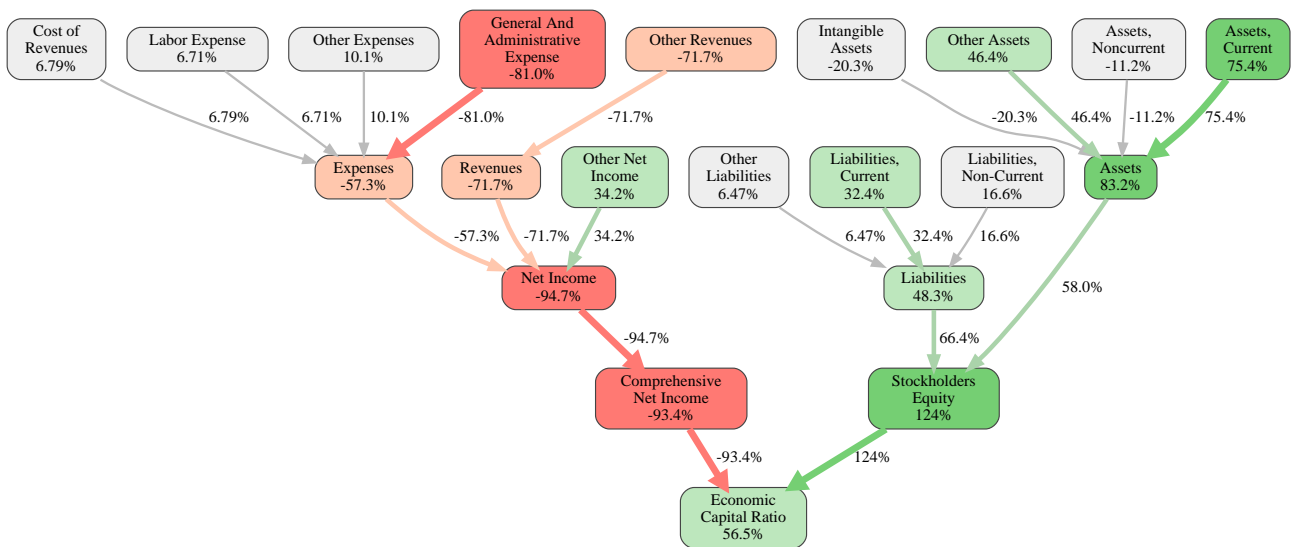 Cost of
Revenues
6.79%
Labor Expense
6.71%
Other Expenses
10.1%
General And
Administrative
Expense
-81.0%
Other Revenues
-71.7%
Intangible
Assets
-20.3%
Other Assets
46.4%
Assets,
Noncurrent
-11.2%
Assets,
Current
75.4%
6.79%
6.71%
10.1%
-81.0%
-71.7%
-20.3%
46.4%
-11.2%
75.4%
Expenses
-57.3%
Revenues
-71.7%
Other Net
Income
34.2%
Other
Liabilities
6.47%
Liabilities,
Current
32.4%
Liabilities,
Non-Current
16.6%
Assets
83.2%
-57.3%
-71.7%
34.2%
6.47%
32.4%
16.6%
58.0%
Net Income
-94.7%
Liabilities
48.3%
-94.7%
66.4%
Comprehensive
Net Income
-93.4%
Stockholders
Equity
124%
-93.4%
124%
Economic
Capital Ratio
56.5%